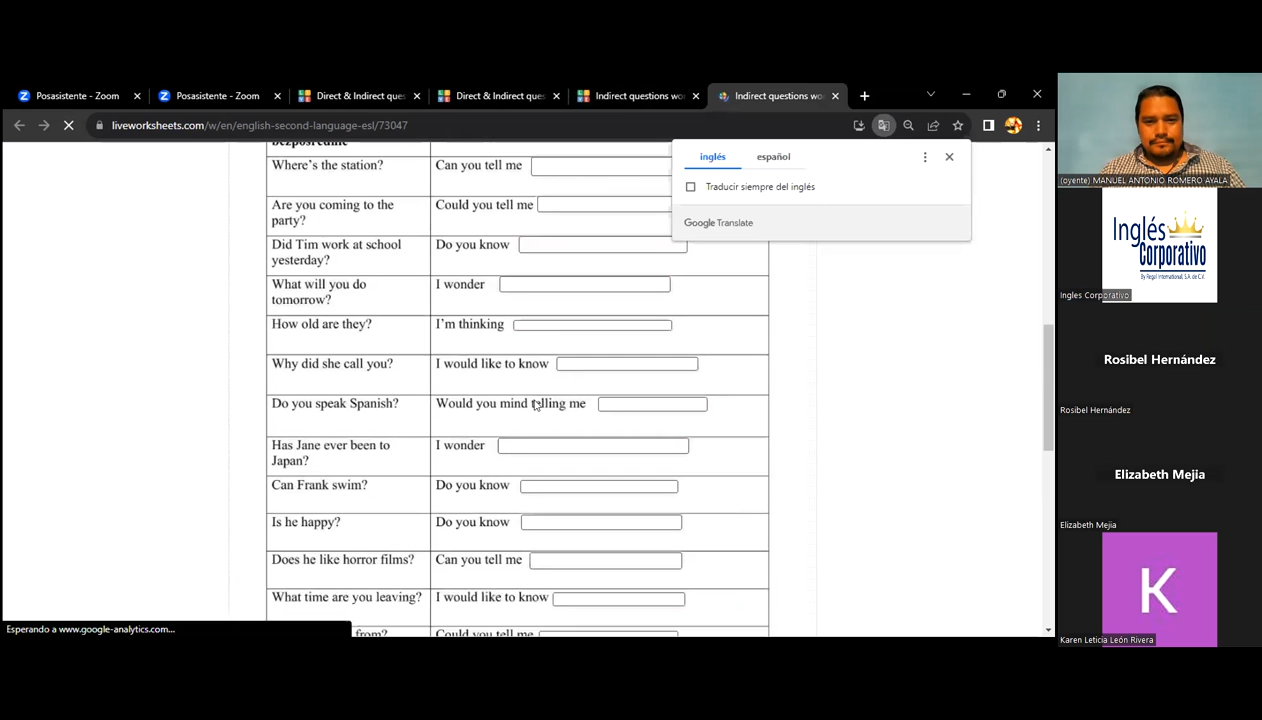 Posasistente - Zoom
Posasistente - Zoom
Direct & Indirect ques
Direct & Indirect ques
Indirect questions wo
Indirect questions wo
liveworksheets.com/w/en/english-second-language-esl/73047
bezpośrednie
Where's the station?
Can you tell me
Are you coming to the
party?
Could you tell me
Did Tim work at school
yesterday?
Do you know
What will you do
tomorrow?
I wonder
How old are they?
I'm thinking
Why did she call you?
I would like to know
Do you speak Spanish?
Would you mind telling me
Has Jane ever been to
Japan?
I wonder
Can Frank swim?
Do you know
Is he happy?
Do you know
Does he like horror films?
Can you tell me
What time are you leaving?
I would like to know
from?
Could you tell me
inglés
español
Traducir siempre del inglés
Google Translate
Esperando a www.google-analytics.com...
(oyente) MANUEL ANTONIO ROMERO AYALA
Inglés
Corporativo
By Regal International, S.A. de C.V.
Ingles Corporativo
Rosibel Hernández
Rosibel Hernández
Elizabeth Mejia
Elizabeth Mejia
K
Karen Leticia León Rivera